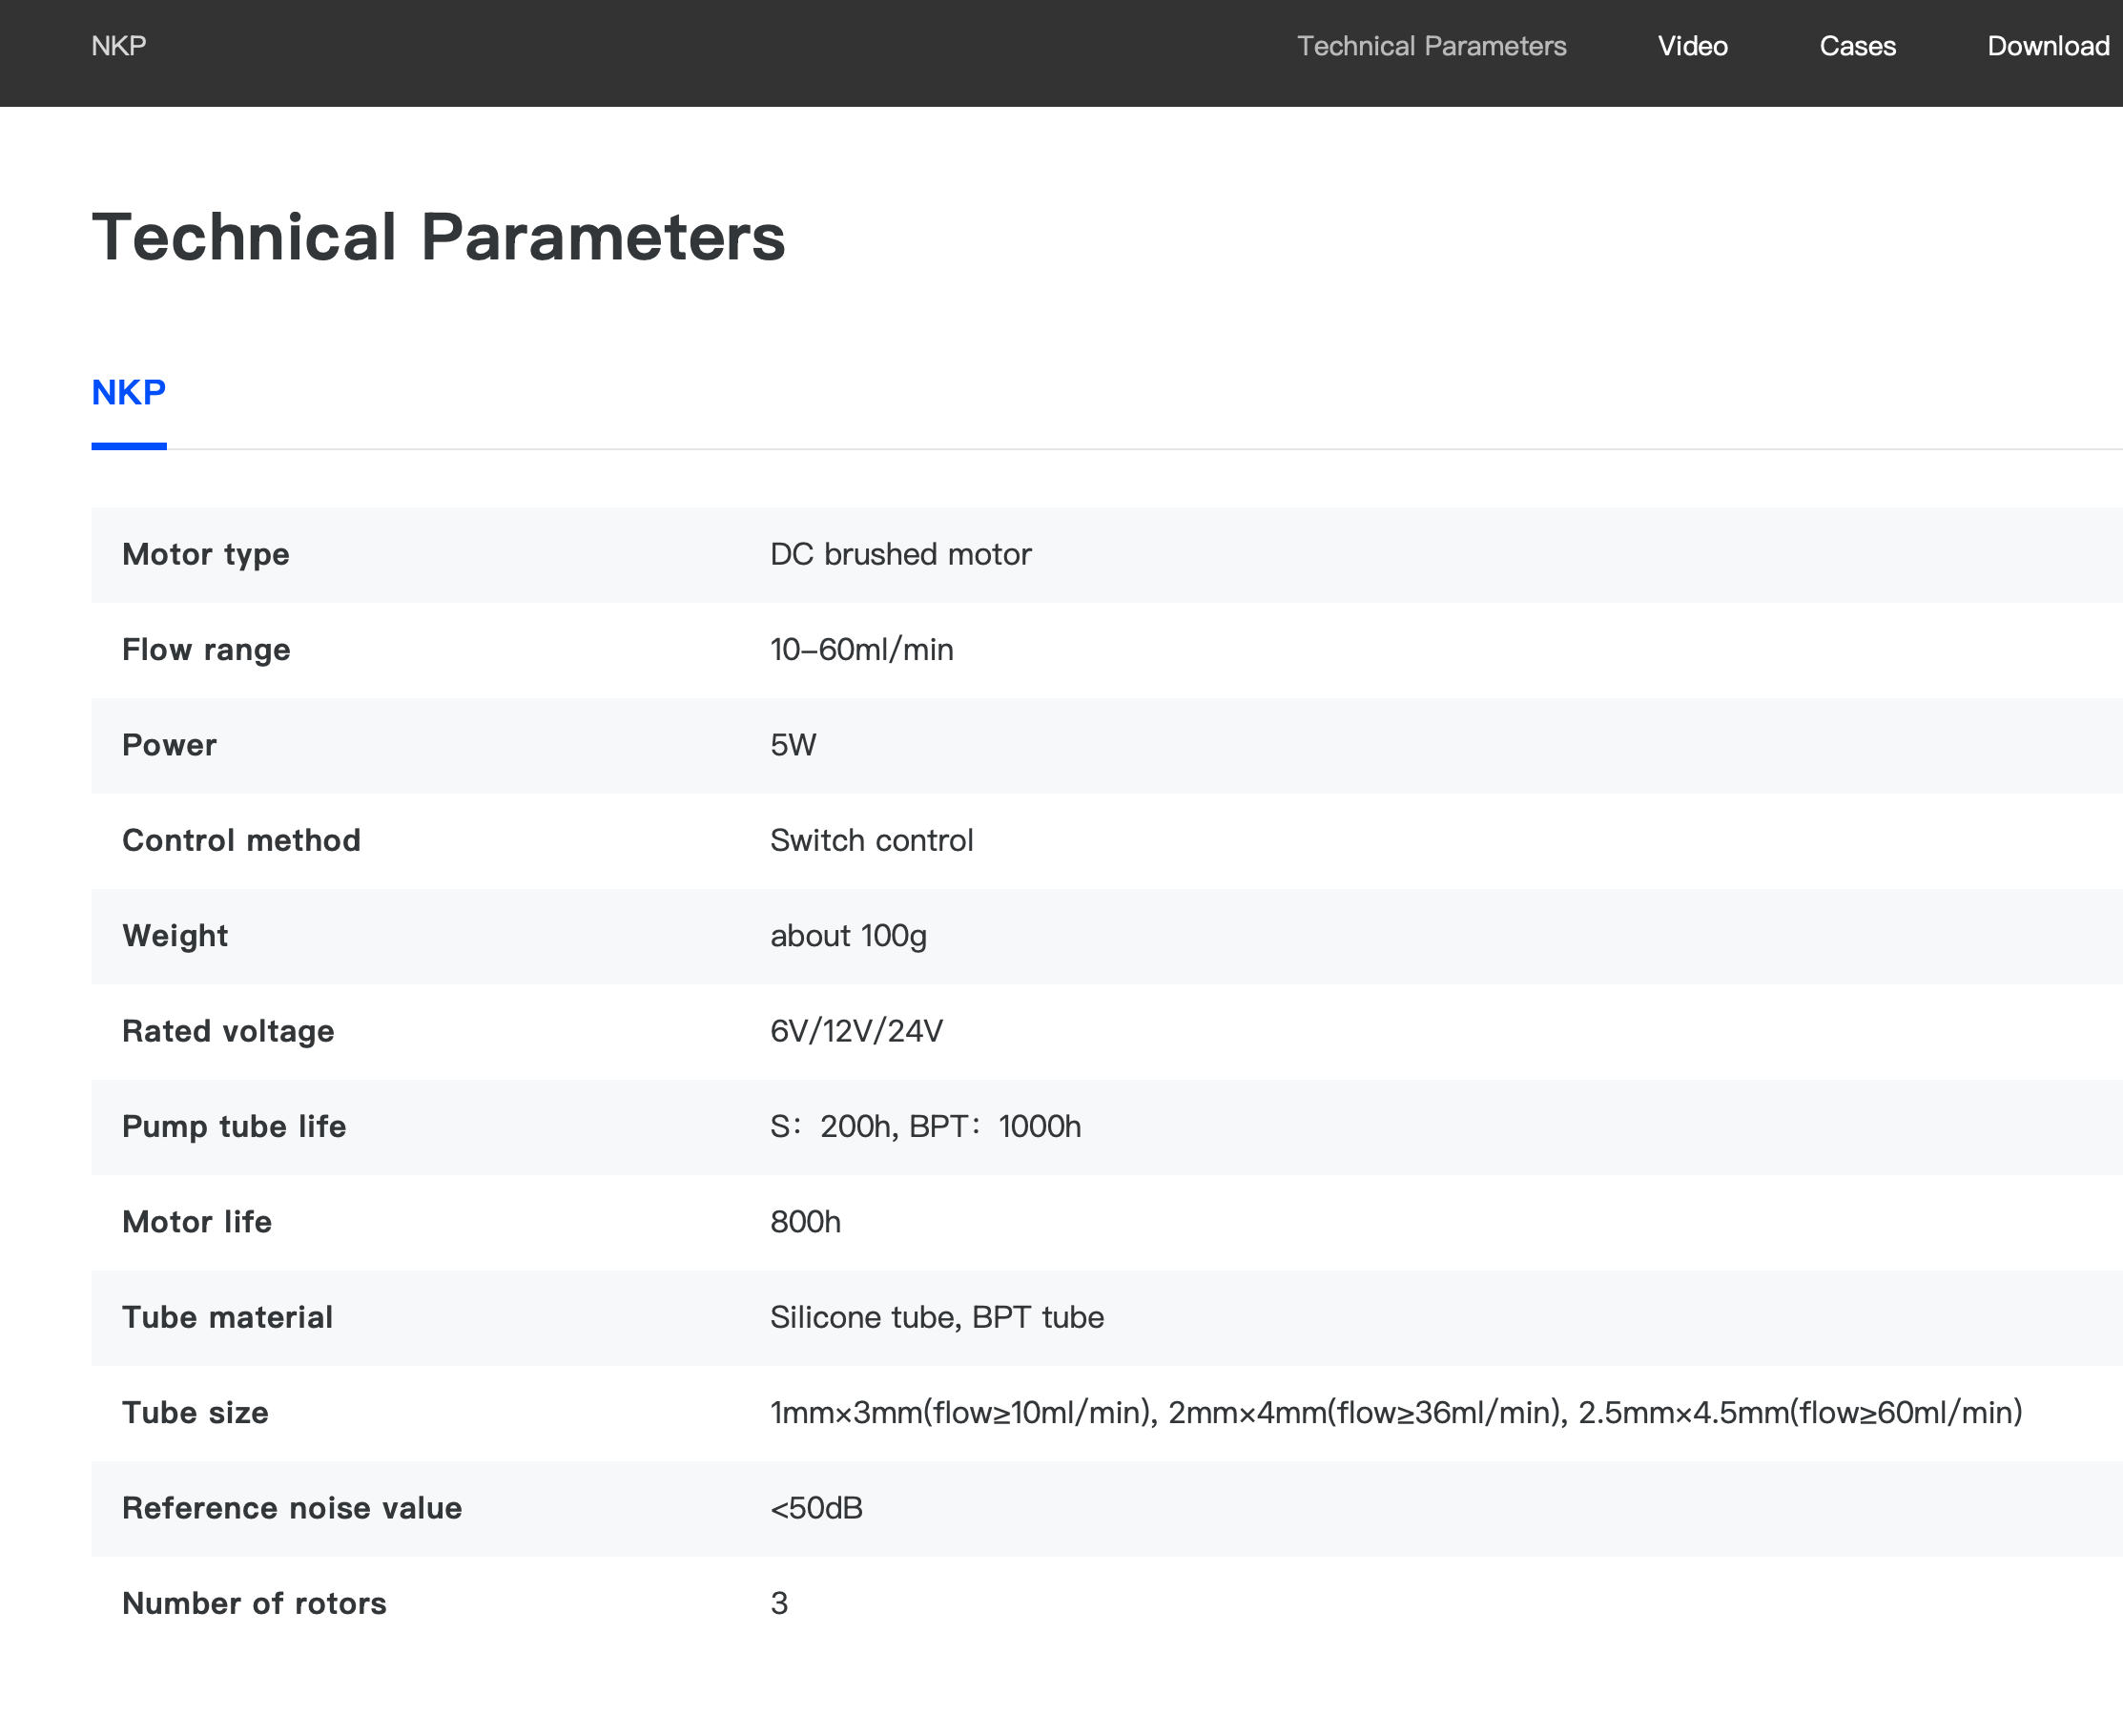 NKP Technical Parameters Video Cases Download
Technical Parameters
NKP
Motor type DC brushed motor
Flow range 10–60ml/min
Power 5W
Control method Switch control
Weight about 100g
Rated voltage 6V/12V/24V
Pump tube life S：200h, BPT：1000h
Motor life 800h
Tube material Silicone tube, BPT tube
Tube size 1mm×3mm(flow≥10ml/min), 2mm×4mm(flow≥36ml/min), 2.5mm×4.5mm(flow≥60ml/min)
Reference noise value <50dB
Number of rotors 3